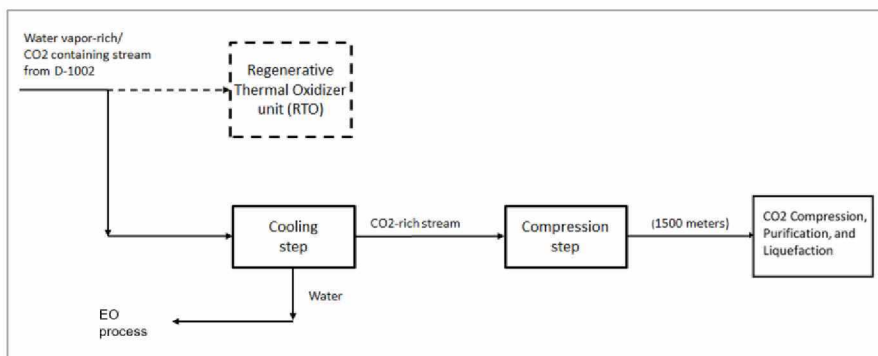 Water vapor-rich/
CO2 containing stream
from D-1002
Regenerative
Thermal Oxidizer
unit (RTO)
Cooling
step
CO2-rich stream
Compression
step
(1500 meters)
CO2 Compression,
Purification, and
Liquefaction
Water
EO
process